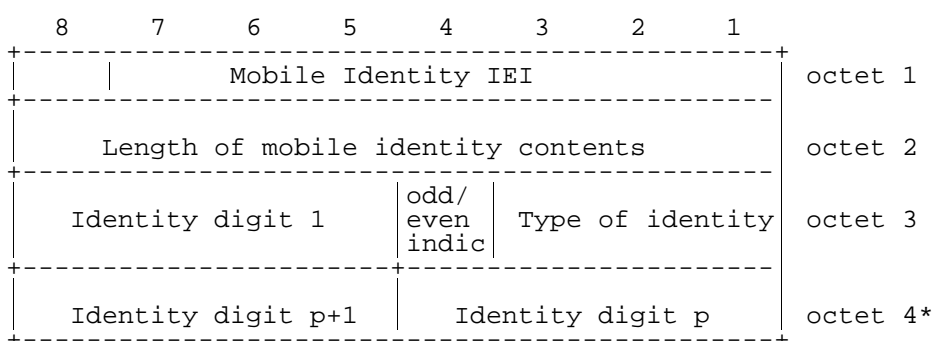 8 7 6 5 4 3 2 1
Mobile Identity IEI octet 1
Length of mobile identity contents octet 2
odd/
Identity digit 1 even Type of identity octet 3
indic
Identity digit p+1 Identity digit p octet 4*